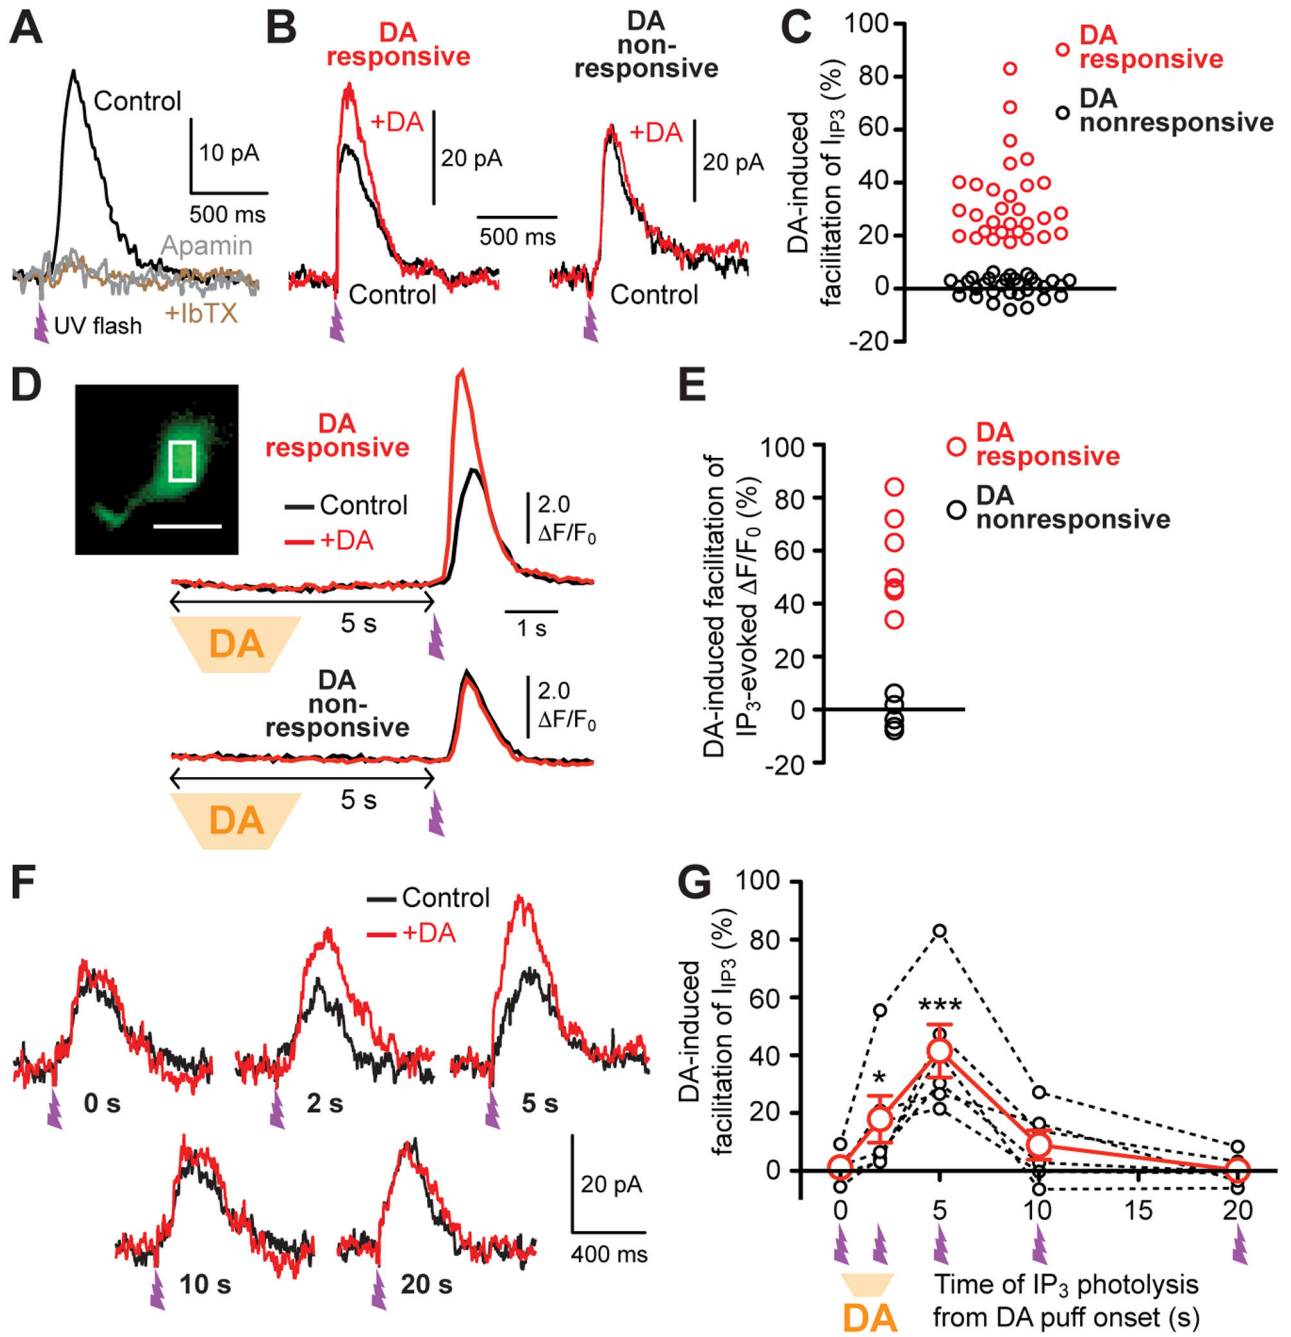 A
Control
10 pA
500 ms
Apamin
+IbTX
UV flash
B
DA
responsive
+DA
20 pA
Control
500 ms
DA
non-
responsive
+DA
20 pA
Control
C
DA-induced
facilitation of IIP3 (%)
100
80
60
40
20
0
-20
DA
responsive
DA
nonresponsive
D
DA
responsive
Control
+DA
2.0
ΔF/F0
5 s
1 s
DA
DA
non-
responsive
2.0
ΔF/F0
5 s
DA
E
DA-induced facilitation of
IP3-evoked ΔF/F0 (%)
100
80
60
40
20
0
-20
DA
responsive
DA
nonresponsive
F
Control
+DA
0 s
2 s
5 s
10 s
20 s
20 pA
400 ms
G
DA-induced
facilitation of IIP3 (%)
100
80
60
40
20
0
*
***
0 5 10 15 20
DA
Time of IP3 photolysis
from DA puff onset (s)